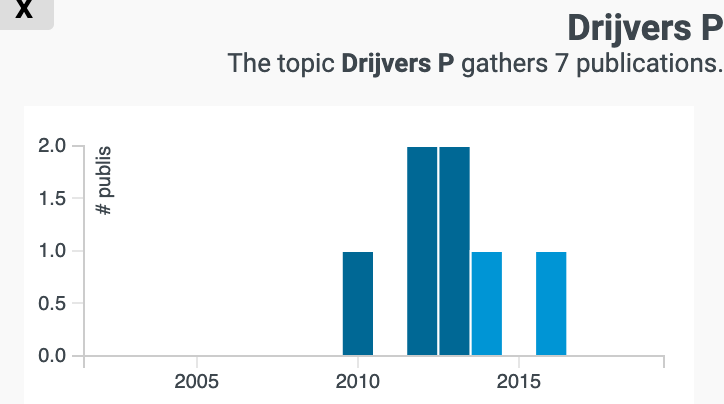 X
Drijvers P
The topic Drijvers P gathers 7 publications.
2.0
# publis
1.5
1.0
0.5
0.0
2005 2010 2015